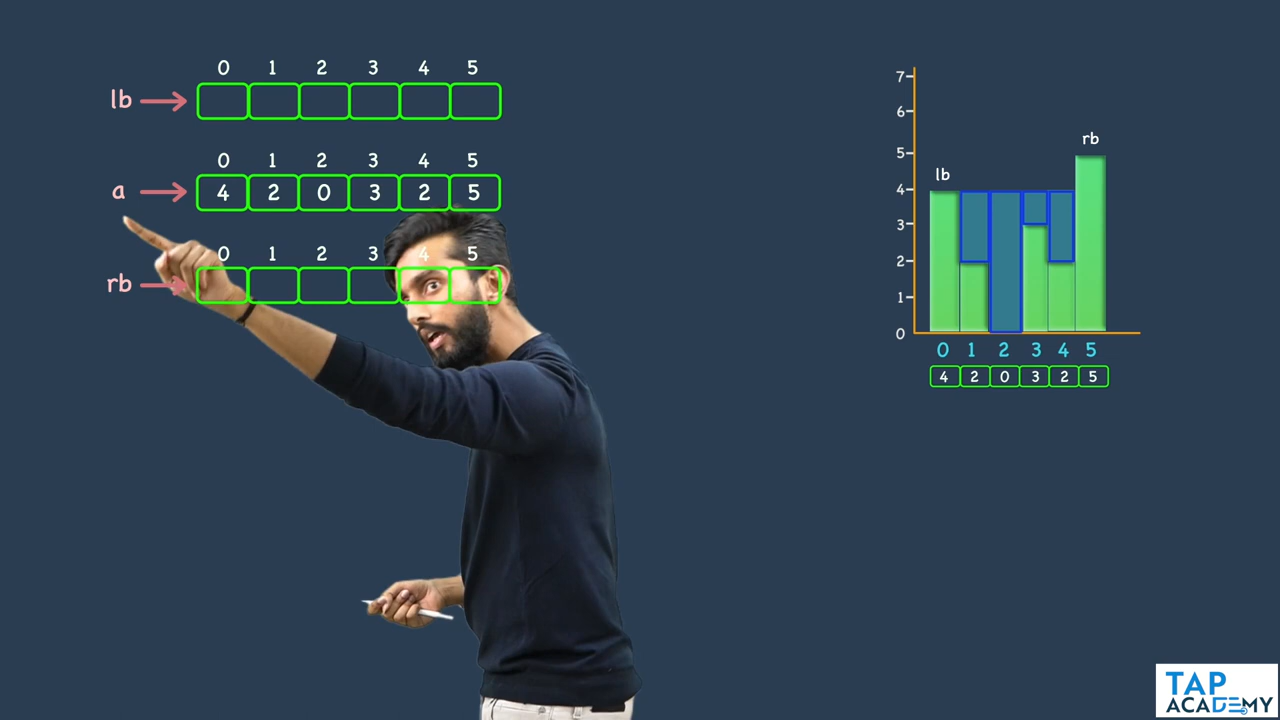 0 1 2 3 4 5
lb
0 1 2 3 4 5
a 4 2 0 3 2 5
0 1 2 3 4 5
rb
7
6
5
4
3
2
1
0
rb
lb
0 1 2 3 4 5
4 2 0 3 2 5
TAP
ACADEMY